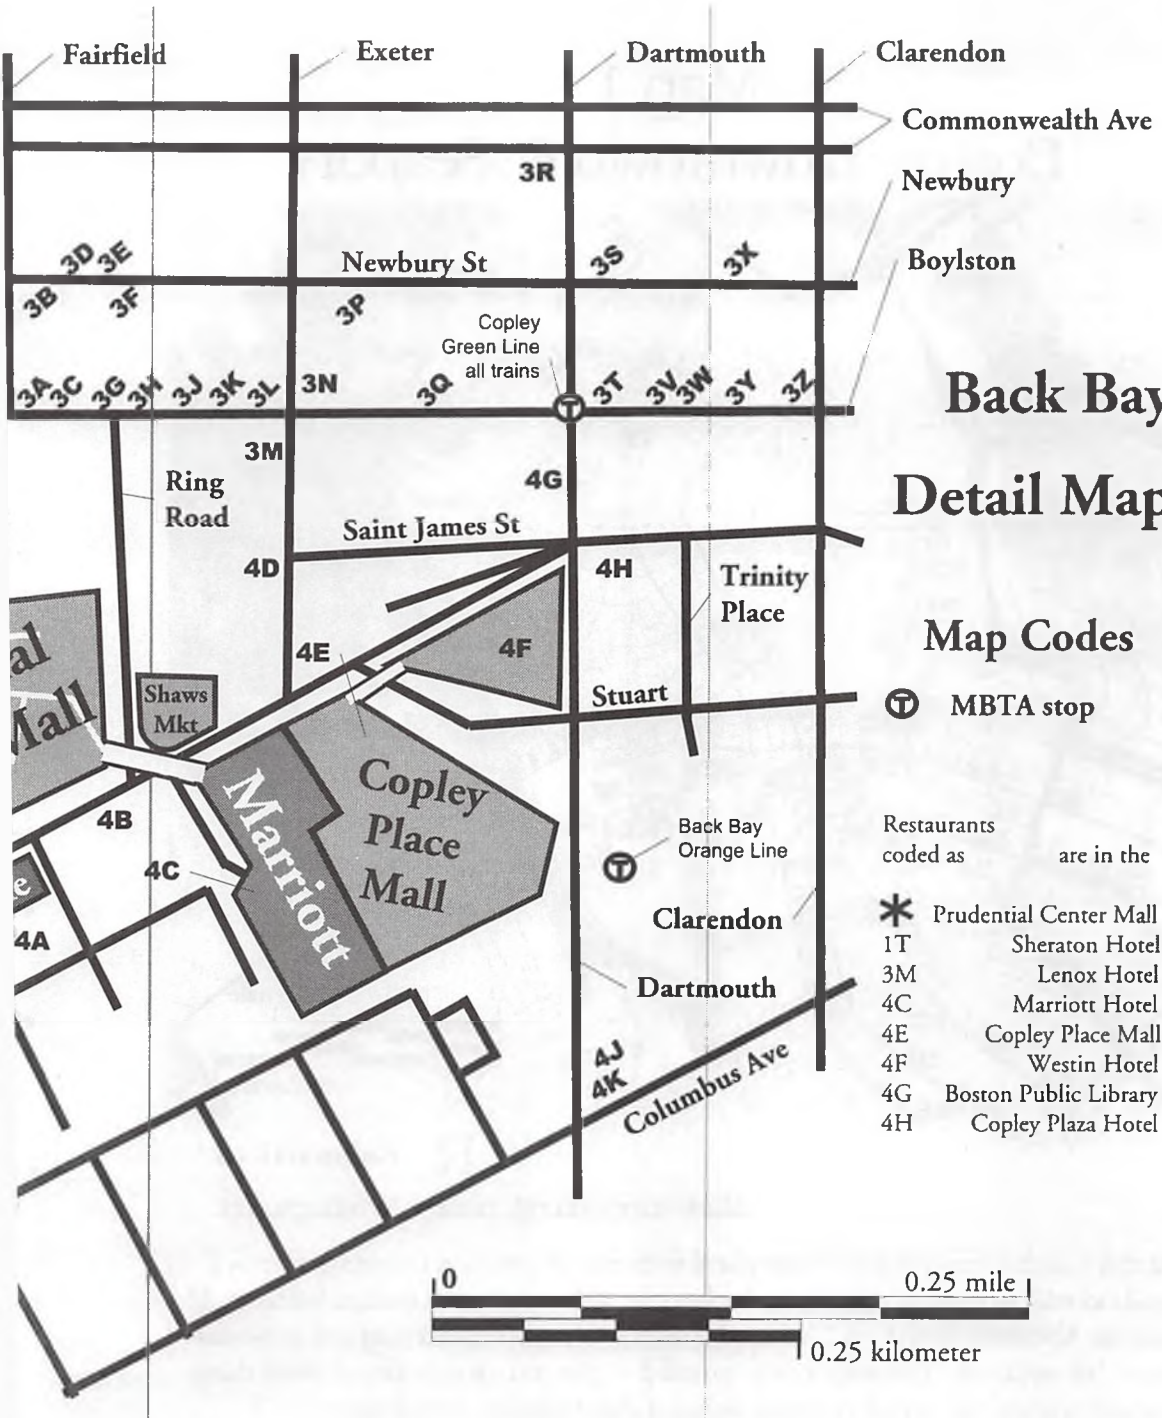 Fairfield
Exeter
Dartmouth
Clarendon
Commonwealth Ave
3R
Newbury
3D
3E
Newbury St
3S
3X
Boylston
3B
3F
3P
Copley
Green Line
all trains
3A
3C
3G
3H
3J
3K
3L
3N
3Q
T
3T
3V
3W
3Y
3Z
Back Bay
Detail Map
3M
4G
Ring
Road
Saint James St
4D
4H
Trinity
Place
4E
4F
Map Codes
al
Mall
Shaws
Mkt
Stuart
T MBTA stop
Marriott
Copley
Place
Mall
4B
4C
Back Bay
Orange Line
T
Restaurants
coded as are in the
e
4A
Clarendon
Dartmouth
* Prudential Center Mall
1T Sheraton Hotel
3M Lenox Hotel
4C Marriott Hotel
4E Copley Place Mall
4F Westin Hotel
4G Boston Public Library
4H Copley Plaza Hotel
4J
4K
Columbus Ave
0
0.25 mile
0.25 kilometer